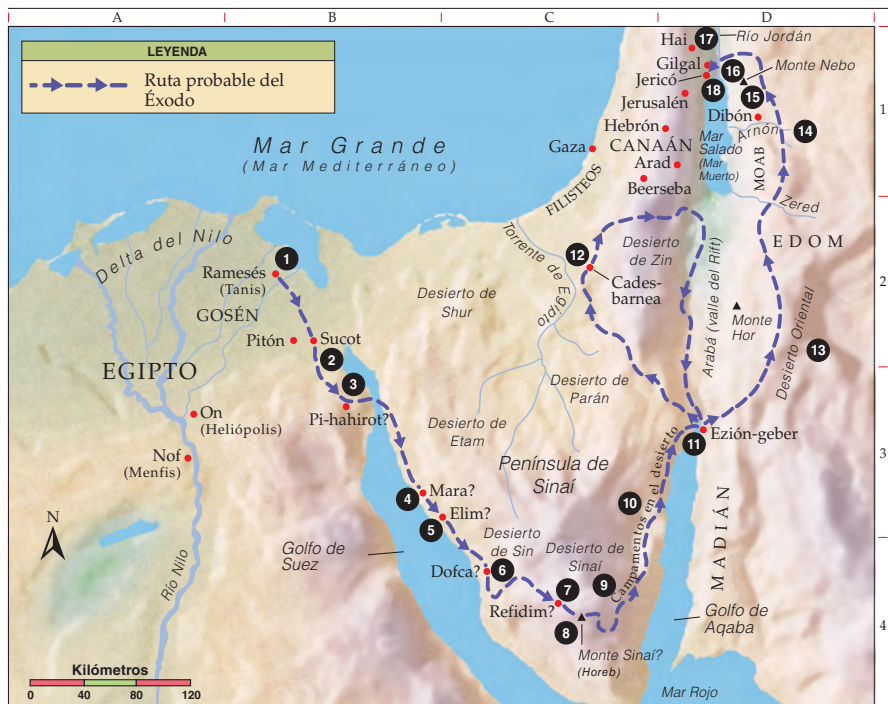 A B C D
LEYENDA
Ruta probable del
Éxodo
Mar Grande
(Mar Mediterráneo)
Hai
17
Río Jordán
Gilgal
16
Monte Nebo
Jericó
18
15
Jerusalén
Dibón
14
1
Hebrón
Arnón
Gaza
CANAÁN
Mar
Salado
(Mar
Muerto)
MOAB
Arad
Beerseba
FILISTEOS
Zered
EDOM
Delta del Nilo
1
Ramesés
(Tanis)
GOSÉN
Torrente de Egipto
12
Desierto
de Zin
Cades-
barnea
Desierto de
Shur
2
Arabá (valle del Rift)
Monte
Hor
Desierto Oriental
13
Pitón
Sucot
2
EGIPTO
3
Pi-hahirot?
Desierto de
Parán
On
(Heliópolis)
Desierto de
Etam
11
Ezión-geber
Nof
(Menfis)
Península de
Sinaí
3
4
Mara?
10
Campamentos en el desierto
5
Elim?
MADIÁN
N
Golfo de
Suez
Desierto
de Sin
Desierto de
Sinaí
Dofca?
6
7
9
Río Nilo
Refidim?
8
Golfo de
Aqaba
4
Monte Sinaí?
(Horeb)
Kilómetros
0 40 80 120
Mar Rojo